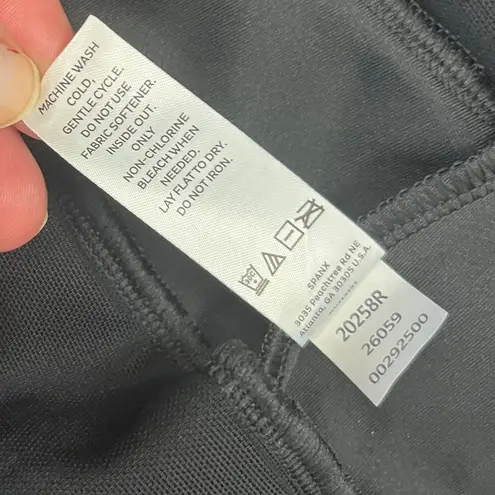 MACHINE WASH
COLD,
GENTLE CYCLE.
DO NOT USE
FABRIC SOFTENER.
INSIDE OUT.
ONLY
NON-CHLORINE
BLEACH WHEN
NEEDED.
LAY FLAT TO DRY.
DO NOT IRON.
30C
SPANX
3035 Peachtree Rd NE
Atlanta, GA 30305 U.S.A.
20258R
26059
00292500